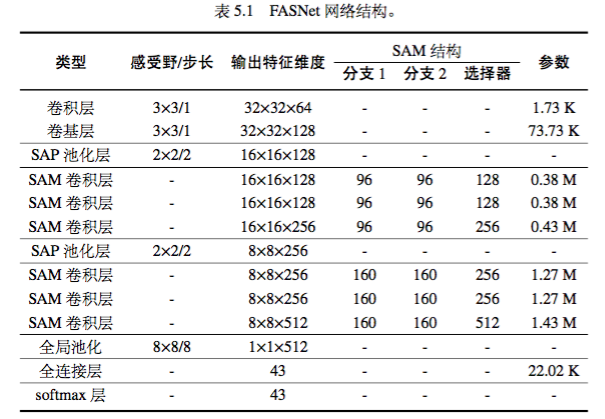 表 5.1 FASNet 网络结构。
类型 感受野/步长 输出特征维度 SAM 结构 参数
分支 1 分支 2 选择器
卷积层 3×3/1 32×32×64 - - - 1.73 K
卷基层 3×3/1 32×32×128 - - - 73.73 K
SAP 池化层 2×2/2 16×16×128 - - - -
SAM 卷积层 - 16×16×128 96 96 128 0.38 M
SAM 卷积层 - 16×16×128 96 96 128 0.38 M
SAM 卷积层 - 16×16×256 96 96 256 0.43 M
SAP 池化层 2×2/2 8×8×256 - - - -
SAM 卷积层 - 8×8×256 160 160 256 1.27 M
SAM 卷积层 - 8×8×256 160 160 256 1.27 M
SAM 卷积层 - 8×8×512 160 160 512 1.43 M
全局池化 8×8/8 1×1×512 - - - -
全连接层 - 43 - - - 22.02 K
softmax 层 - 43 - - - -